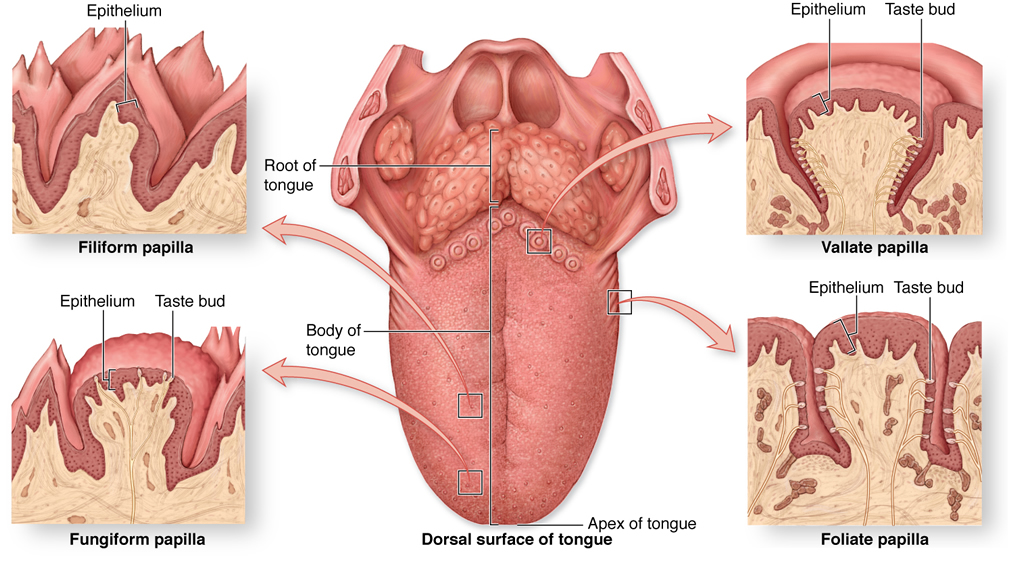 Epithelium
Filiform papilla
Epithelium Taste bud
Fungiform papilla
Root of
tongue
Body of
tongue
Apex of tongue
Dorsal surface of tongue
Epithelium Taste bud
Vallate papilla
Epithelium Taste bud
Foliate papilla